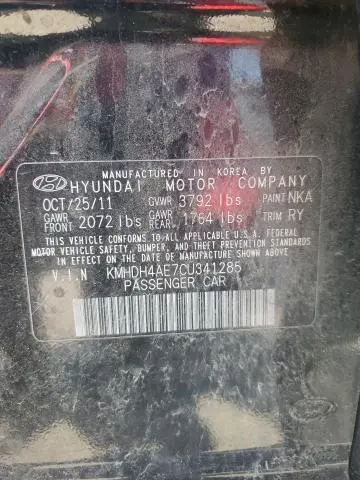 MANUFACTURED IN KOREA BY
HYUNDAI MOTOR COMPANY
OCT/25/11 GVWR 3792 lbs PAINT NKA
GAWR FRONT 2072 lbs GAWR REAR 1764 lbs TRIM RY
THIS VEHICLE CONFORMS TO ALL APPLICABLE U.S.A. FEDERAL
MOTOR VEHICLE SAFETY, BUMPER, AND THEFT PREVENTION STANDARDS
IN EFFECT ON THE DATE OF MANUFACTURE SHOWN ABOVE.
V.I.N KMHDH4AE7CU341285
PASSENGER CAR